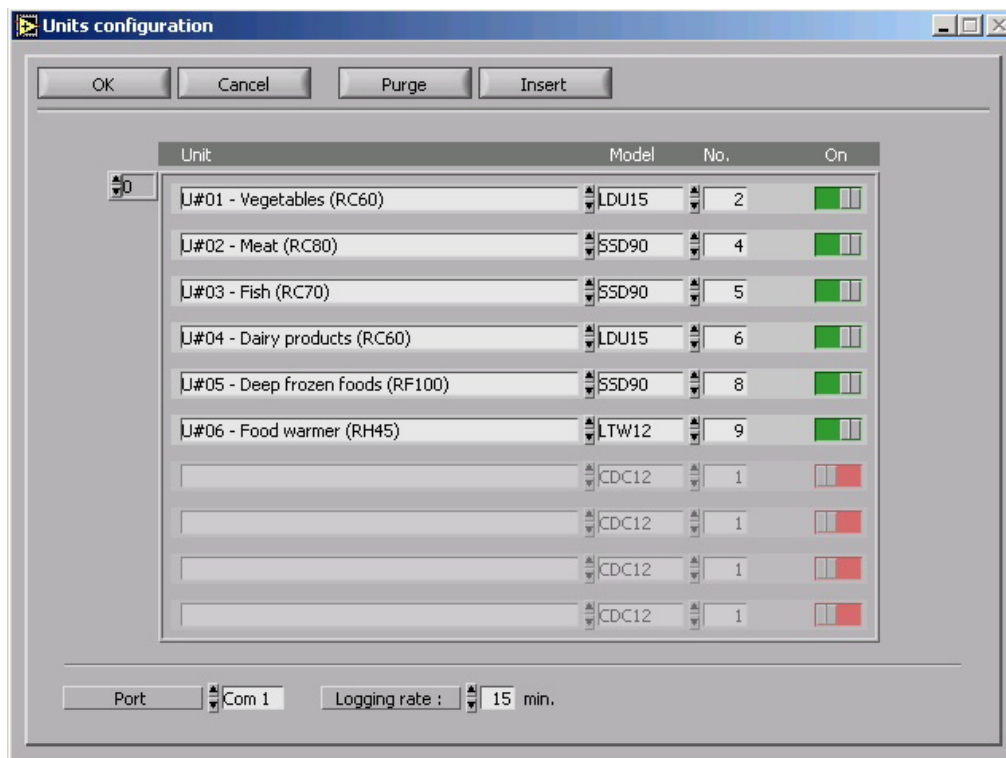 Units configuration
OK Cancel Purge Insert
Unit Model No. On
0
U#01 - Vegetables (RC60) LDU15 2
U#02 - Meat (RC80) SSD90 4
U#03 - Fish (RC70) SSD90 5
U#04 - Dairy products (RC60) LDU15 6
U#05 - Deep frozen foods (RF100) SSD90 8
U#06 - Food warmer (RH45) LTW12 9
CDC12 1
CDC12 1
CDC12 1
CDC12 1
Port Com 1 Logging rate : 15 min.